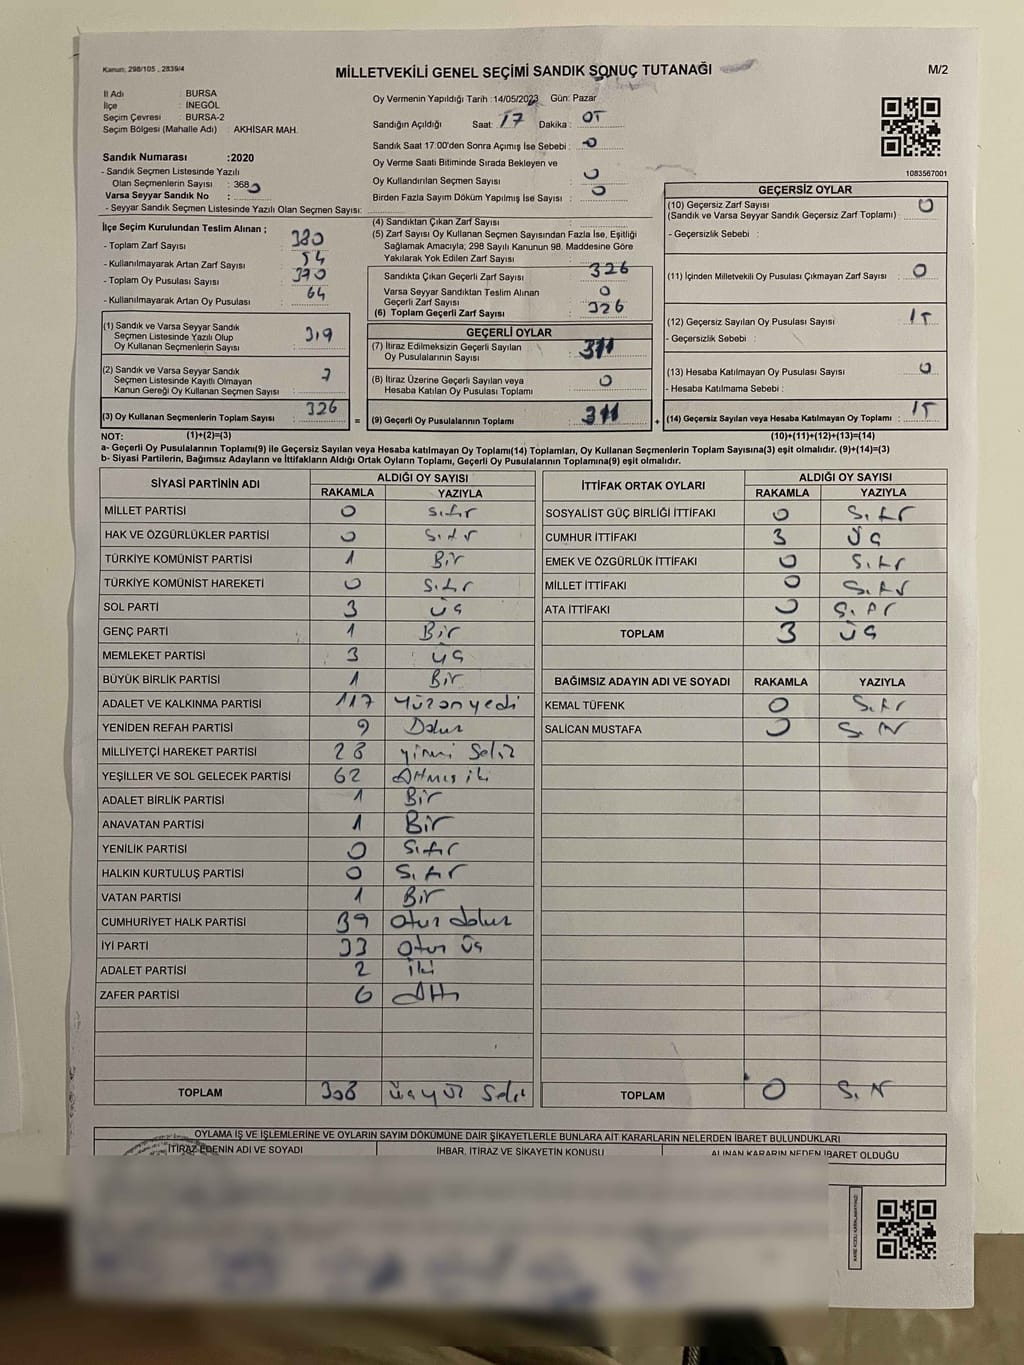 Kanun; 298/105 , 2839/4
MİLLETVEKİLİ GENEL SEÇİMİ SANDIK SONUÇ TUTANAĞI
M/2
İl Adı : BURSA
İlçe : İNEGÖL
Seçim Çevresi : BURSA-2
Seçim Bölgesi (Mahalle Adı) : AKHİSAR MAH.
Oy Vermenin Yapıldığı Tarih :14/05/2023 Gün: Pazar
Sandığın Açıldığı Saat: 17 Dakika : 05
Sandık Saat 17:00'den Sonra Açımış İse Sebebi : 0
Oy Verme Saati Bitiminde Sırada Bekleyen ve
Oy Kullandırılan Seçmen Sayısı : 0
Birden Fazla Sayım Döküm Yapılmış İse Sayısı : 0
Sandık Numarası :2020
- Sandık Seçmen Listesinde Yazılı
Olan Seçmenlerin Sayısı : 368
Varsa Seyyar Sandık No : 0
- Seyyar Sandık Seçmen Listesinde Yazılı Olan Seçmen Sayısı:
1083567001
İlçe Seçim Kurulundan Teslim Alınan ;
- Toplam Zarf Sayısı : 380
- Kullanılmayarak Artan Zarf Sayısı : 54
- Toplam Oy Pusulası Sayısı : 370
- Kullanılmayarak Artan Oy Pusulası : 64
(1) Sandık ve Varsa Seyyar Sandık
Seçmen Listesinde Yazılı Olup
Oy Kullanan Seçmenlerin Sayısı : 319
(2) Sandık ve Varsa Seyyar Sandık
Seçmen Listesinde Kayıtlı Olmayan
Kanun Gereği Oy Kullanan Seçmen Sayısı : 7
(3) Oy Kullanan Seçmenlerin Toplam Sayısı : 326
(4) Sandıktan Çıkan Zarf Sayısı :
(5) Zarf Sayısı Oy Kullanan Seçmen Sayısından Fazla İse, Eşitliği
Sağlamak Amacıyla; 298 Sayılı Kanunun 98. Maddesine Göre
Yakılarak Yok Edilen Zarf Sayısı :
Sandıkta Çıkan Geçerli Zarf Sayısı : 326
Varsa Seyyar Sandıktan Teslim Alınan
Geçerli Zarf Sayısı : 0
(6) Toplam Geçerli Zarf Sayısı : 326
GEÇERLİ OYLAR
(7) İtiraz Edilmeksizin Geçerli Sayılan
Oy Pusulalarının Sayısı : 311
(8) İtiraz Üzerine Geçerli Sayılan veya
Hesaba Katılan Oy Pusulası Toplamı : 0
= (9) Geçerli Oy Pusulalarının Toplamı : 311 +
GEÇERSİZ OYLAR
(10) Geçersiz Zarf Sayısı : 0
(Sandık ve Varsa Seyyar Sandık Geçersiz Zarf Toplamı)
- Geçersizlik Sebebi :
(11) İçinden Milletvekili Oy Pusulası Çıkmayan Zarf Sayısı : 0
(12) Geçersiz Sayılan Oy Pusulası Sayısı : 15
- Geçersizlik Sebebi :
(13) Hesaba Katılmayan Oy Pusulası Sayısı : 0
- Hesaba Katılmama Sebebi :
(14) Geçersiz Sayılan veya Hesaba Katılmayan Oy Toplamı : 15
NOT: (1)+(2)=(3) (10)+(11)+(12)+(13)=(14)
a- Geçerli Oy Pusulalarının Toplamı(9) ile Geçersiz Sayılan veya Hesaba katılmayan Oy Toplamı(14) Toplamları, Oy Kullanan Seçmenlerin Toplam Sayısına(3) eşit olmalıdır. (9)+(14)=(3)
b- Siyasi Partilerin, Bağımsız Adayların ve İttifakların Aldığı Ortak Oyların Toplamı, Geçerli Oy Pusulalarının Toplamına(9) eşit olmalıdır.
SİYASİ PARTİNİN ADI ALDIĞI OY SAYISI
RAKAMLA YAZIYLA
MİLLET PARTİSİ 0 Sıfır
HAK VE ÖZGÜRLÜKLER PARTİSİ 0 Sıfır
TÜRKİYE KOMÜNİST PARTİSİ 1 Bir
TÜRKİYE KOMÜNİST HAREKETİ 0 Sıfır
SOL PARTİ 3 üç
GENÇ PARTİ 1 Bir
MEMLEKET PARTİSİ 3 üç
BÜYÜK BİRLİK PARTİSİ 1 Bir
ADALET VE KALKINMA PARTİSİ 117 Yüzonyedi
YENİDEN REFAH PARTİSİ 9 Dokuz
MİLLİYETÇİ HAREKET PARTİSİ 28 yirmi Sekiz
YEŞİLLER VE SOL GELECEK PARTİSİ 62 Altmış iki
ADALET BİRLİK PARTİSİ 1 Bir
ANAVATAN PARTİSİ 1 Bir
YENİLİK PARTİSİ 0 Sıfır
HALKIN KURTULUŞ PARTİSİ 0 Sıfır
VATAN PARTİSİ 1 Bir
CUMHURİYET HALK PARTİSİ 39 otuz dokuz
İYİ PARTİ 33 otuz üç
ADALET PARTİSİ 2 iki
ZAFER PARTİSİ 6 Altı
TOPLAM 308 üçyüz Sekiz
İTTİFAK ORTAK OYLARI ALDIĞI OY SAYISI
RAKAMLA YAZIYLA
SOSYALİST GÜÇ BİRLİĞİ İTTİFAKI 0 Sıfır
CUMHUR İTTİFAKI 3 üç
EMEK VE ÖZGÜRLÜK İTTİFAKI 0 Sıfır
MİLLET İTTİFAKI 0 Sıfır
ATA İTTİFAKI 0 Sıfır
TOPLAM 3 üç
BAĞIMSIZ ADAYIN ADI VE SOYADI RAKAMLA YAZIYLA
KEMAL TÜFENK 0 Sıfır
SALİCAN MUSTAFA 0 Sıfır
TOPLAM 0 Sıfır
OYLAMA İŞ VE İŞLEMLERİNE VE OYLARIN SAYIM DÖKÜMÜNE DAİR ŞİKAYETLERLE BUNLARA AİT KARARLARIN NELERDEN İBARET BULUNDUKLARI
İTİRAZ EDENİN ADI VE SOYADI İHBAR, İTİRAZ VE ŞİKAYETİN KONUSU ALINAN KARARIN NEDEN İBARET OLDUĞU